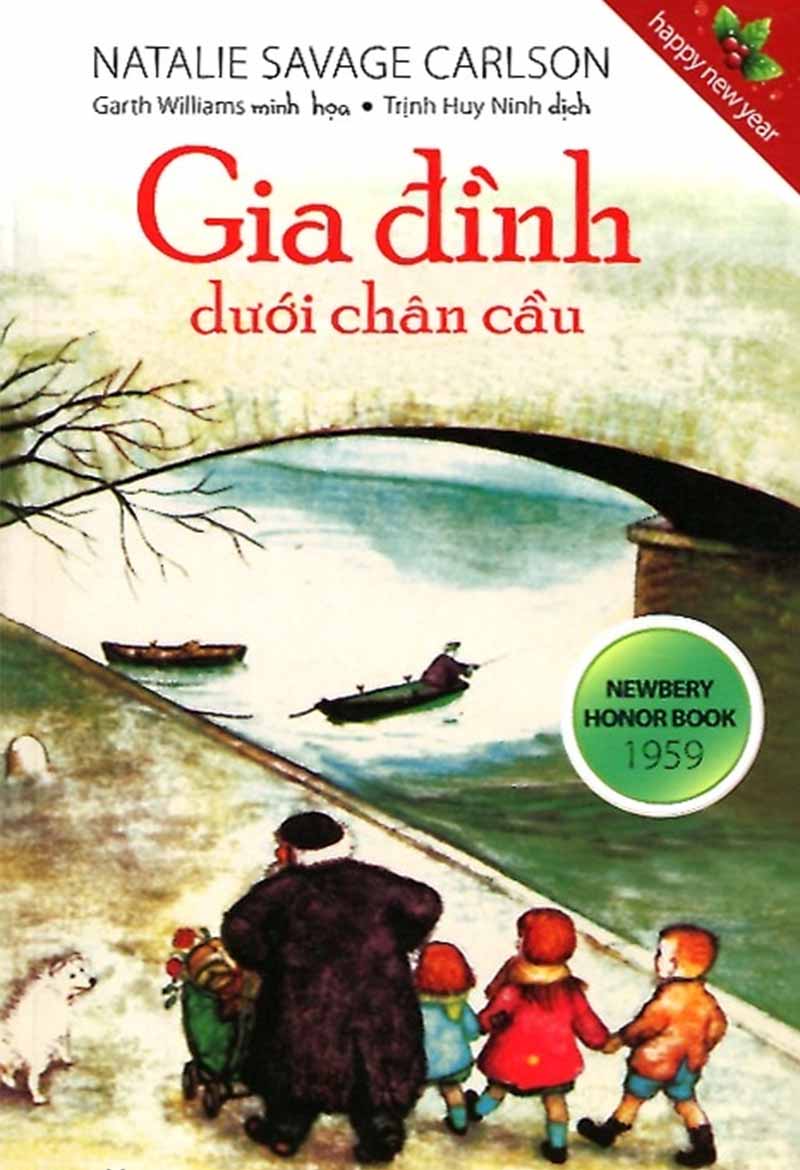 NATALIE SAVAGE CARLSON
Garth Williams minh họa • Trịnh Huy Ninh dịch
happy new year
Gia đình
dưới chân cầu
NEWBERY
HONOR BOOK
1959